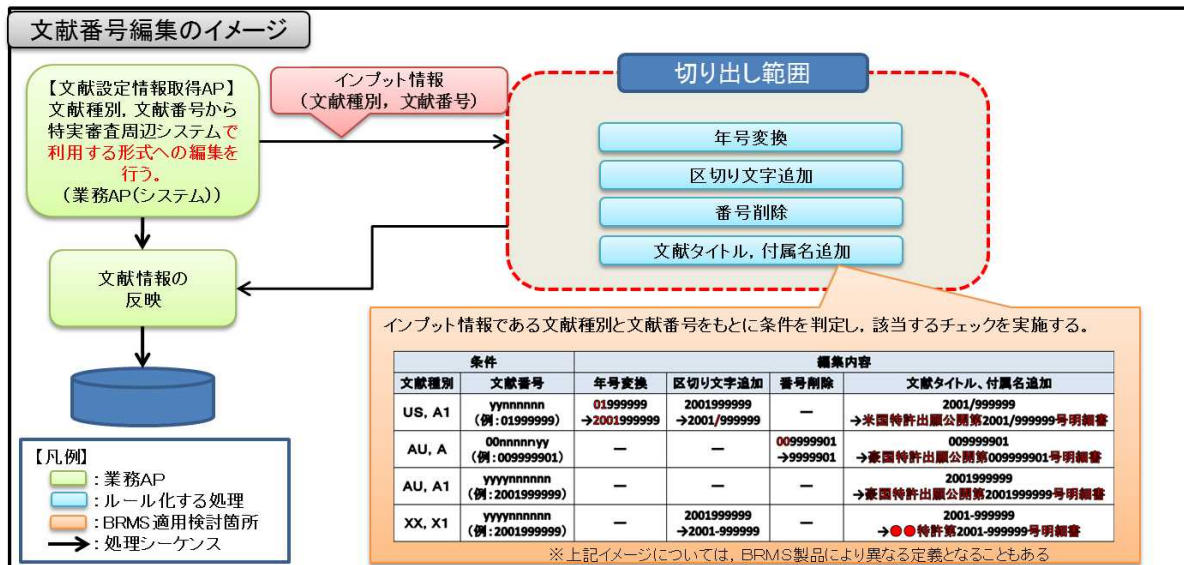 文献番号編集のイメージ
【文献設定情報取得AP】
文献種別，文献番号から
特実審査周辺システムで
利用する形式への編集を
行う。
（業務AP(システム)）
インプット情報
（文献種別，文献番号）
切り出し範囲
年号変換
区切り文字追加
番号削除
文献タイトル，付属名追加
文献情報の
反映
インプット情報である文献種別と文献番号をもとに条件を判定し，該当するチェックを実施する。
条件 編集内容
文献種別 文献番号 年号変換 区切り文字追加 番号削除 文献タイトル、付属名追加
US, A1 yynnnnnn （例：01999999） 01999999 →2001999999 2001999999 →2001/999999 － 2001/999999 →米国特許出願公開第2001/999999号明細書
AU, A 00nnnnnyy （例：009999901） － － 009999901 →9999901 009999901 →豪国特許出願公開第009999901号明細書
AU, A1 yyyynnnnnn （例：2001999999） － － － 2001999999 →豪国特許出願公開第2001999999号明細書
XX, X1 yyyynnnnnn （例：2001999999） － 2001999999 →2001-999999 － 2001-999999 →●●特許第2001-999999号明細書
※上記イメージについては，BRMS製品により異なる定義となることもある
【凡例】
：業務AP
：ルール化する処理
：BRMS適用検討箇所
：処理シーケンス